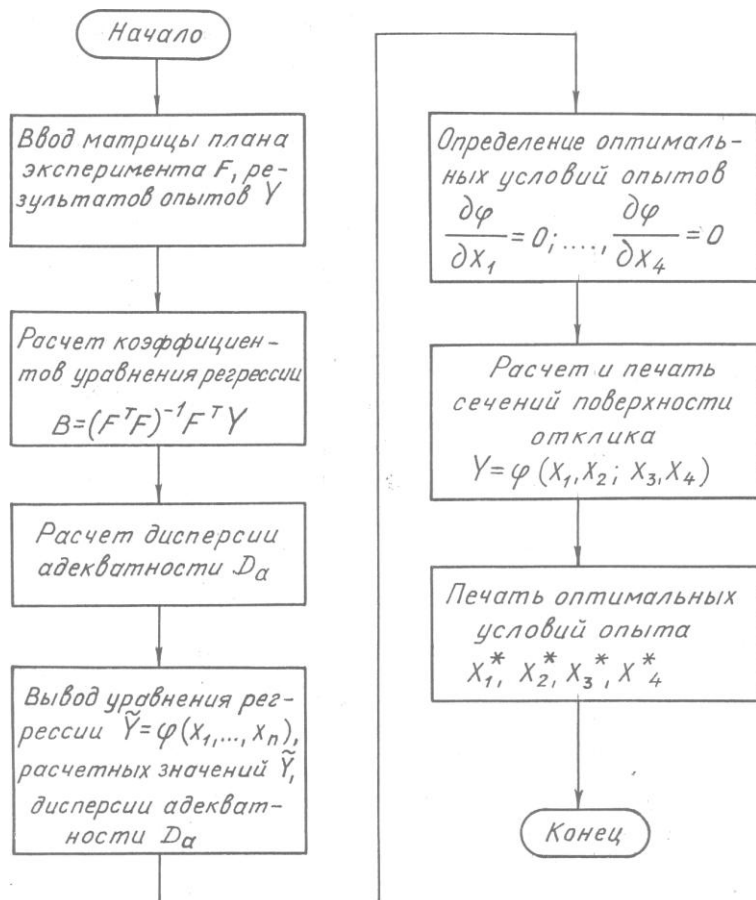 Начало
Ввод матрицы плана
эксперимента F, ре-
зультатов опытов Y
Расчет коэффициен-
тов уравнения регрессии
B=(FᵀF)⁻¹FᵀY
Расчет дисперсии
адекватности Dа
Вывод уравнения рег-
рессии Ỹ=φ(X₁,..., Xₙ),
расчетных значений Ỹ,
дисперсии адекват-
ности Dа
Определение оптималь-
ных условий опытов
∂φ/∂X₁=0;....,∂φ/∂X₄=0
Расчет и печать
сечений поверхности
отклика
Y=φ(X₁,X₂; X₃,X₄)
Печать оптимальных
условий опыта
X₁*, X₂*, X₃*, X₄*
Конец